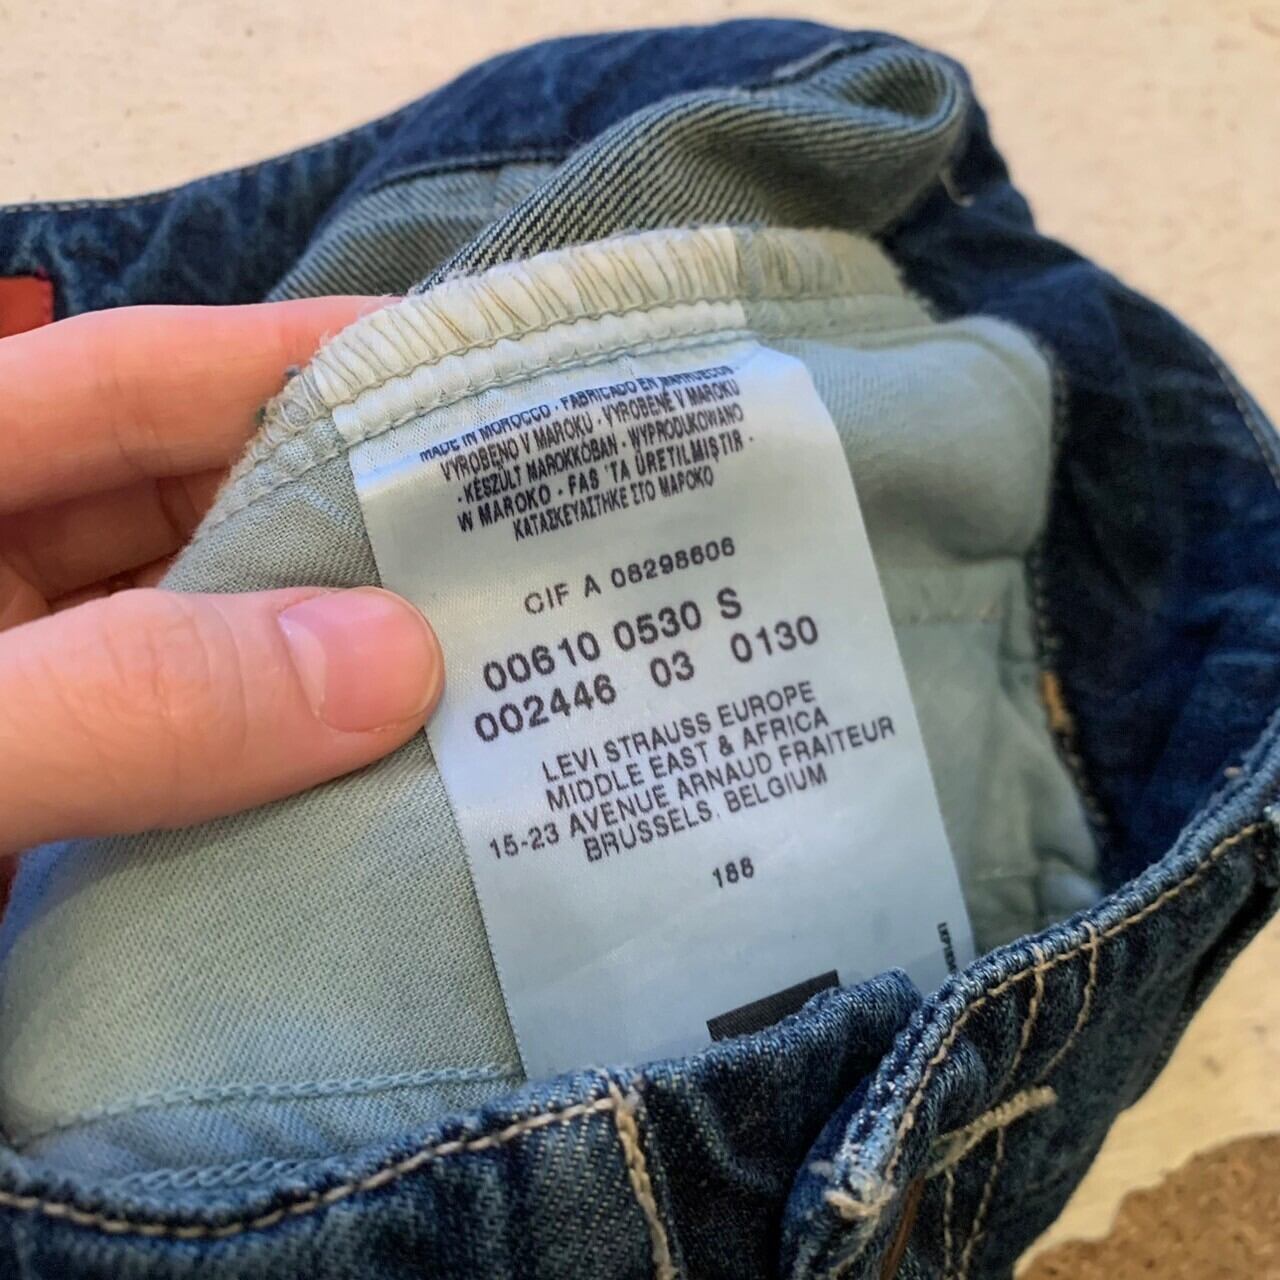 MADE IN MOROCCO · FABRICADO EN MARRUECOS ·
VYROBENO V MAROKU · VYROBENÉ V MAROKU
· KÉSZÜLT MAROKKÓBAN · WYPRODUKOWANO
W MAROKO · FAS 'TA ÜRETILMIŞTIR ·
ΚΑΤΑΣΚΕΥΑΣΤΗΚΕ ΣΤΟ ΜΑΡΟΚΟ
CIF A 08298606
00610 0530 S
002446 03 0130
LEVI STRAUSS EUROPE
MIDDLE EAST & AFRICA
15-23 AVENUE ARNAUD FRAITEUR
BRUSSELS, BELGIUM
188